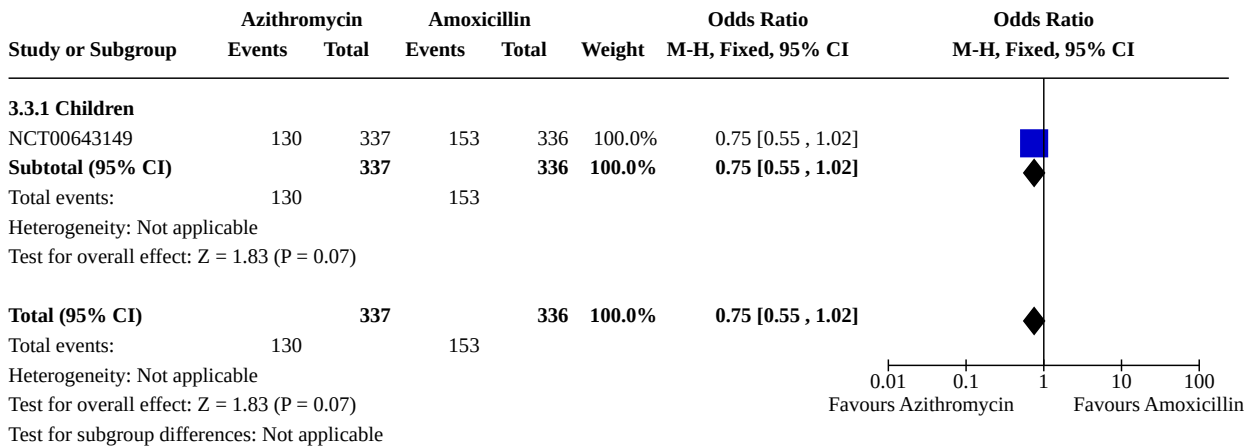 Azithromycin Amoxicillin Odds Ratio Odds Ratio
Study or Subgroup Events Total Events Total Weight M-H, Fixed, 95% CI M-H, Fixed, 95% CI
3.3.1 Children
NCT00643149 130 337 153 336 100.0% 0.75 [0.55 , 1.02]
Subtotal (95% CI) 337 336 100.0% 0.75 [0.55 , 1.02]
Total events: 130 153
Heterogeneity: Not applicable
Test for overall effect: Z = 1.83 (P = 0.07)
Total (95% CI) 337 336 100.0% 0.75 [0.55 , 1.02]
Total events: 130 153
Heterogeneity: Not applicable 0.01 0.1 1 10 100
Test for overall effect: Z = 1.83 (P = 0.07) Favours Azithromycin Favours Amoxicillin
Test for subgroup differences: Not applicable